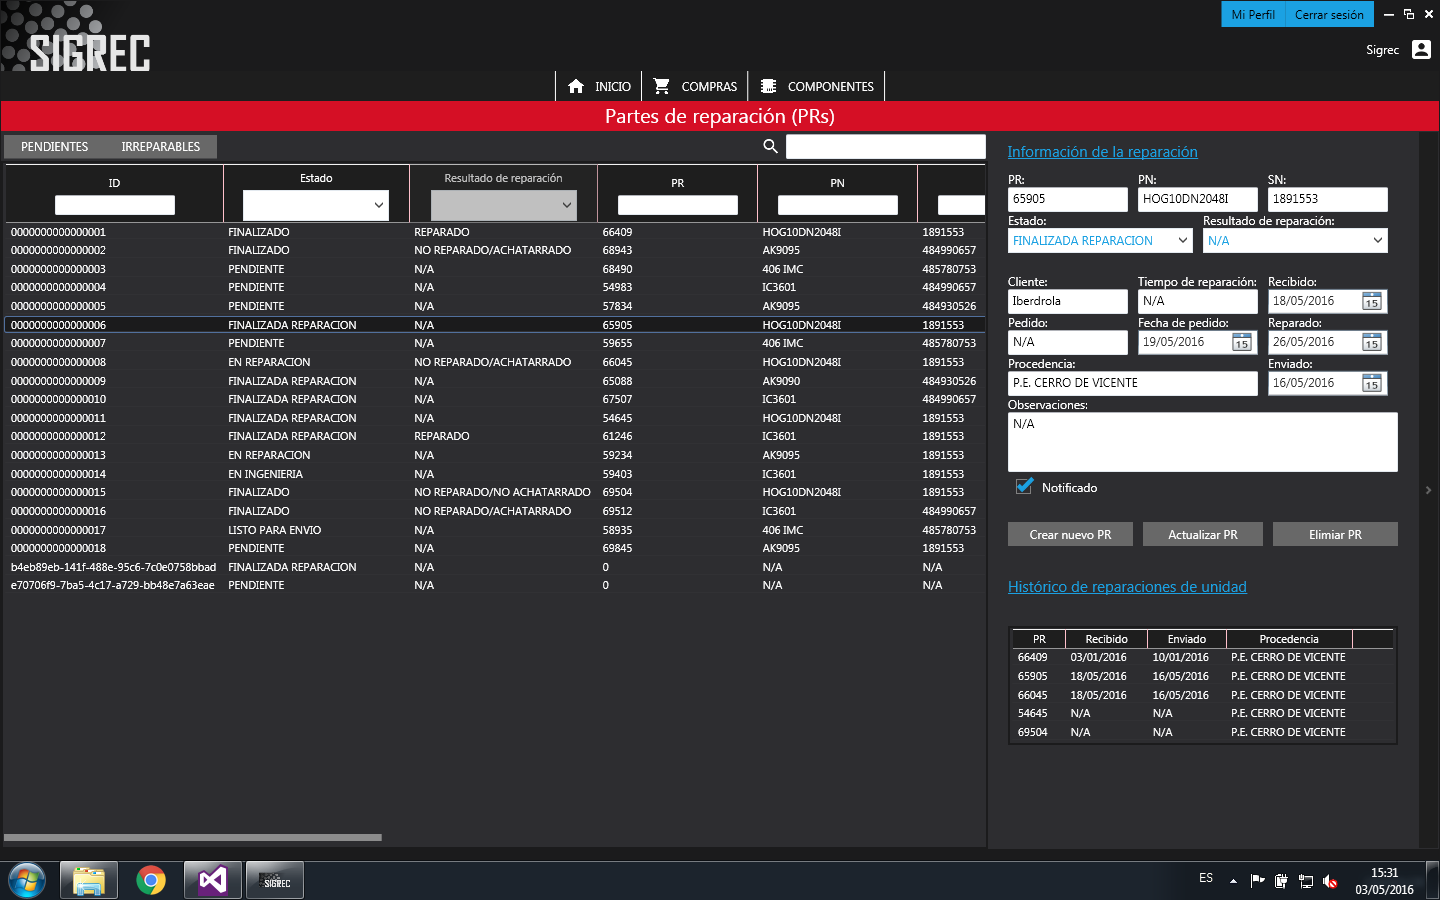 Mi Perfil Cerrar sesión
SIGREC
Sigrec
INICIO COMPRAS COMPONENTES
Partes de reparación (PRs)
PENDIENTES IRREPARABLES
ID Estado Resultado de reparación PR PN
0000000000000001 FINALIZADO REPARADO 66409 HOG10DN2048I 1891553
0000000000000002 FINALIZADO NO REPARADO/ACHATARRADO 68943 AK9095 484990657
0000000000000003 PENDIENTE N/A 68490 406 IMC 485780753
0000000000000004 PENDIENTE N/A 54983 IC3601 484990657
0000000000000005 PENDIENTE N/A 57834 AK9095 484930526
0000000000000006 FINALIZADA REPARACION N/A 65905 HOG10DN2048I 1891553
0000000000000007 PENDIENTE N/A 59655 406 IMC 485780753
0000000000000008 EN REPARACION NO REPARADO/ACHATARRADO 66045 HOG10DN2048I 1891553
0000000000000009 FINALIZADA REPARACION N/A 65088 AK9090 484930526
0000000000000010 FINALIZADA REPARACION N/A 67507 IC3601 484990657
0000000000000011 FINALIZADA REPARACION N/A 54645 HOG10DN2048I 1891553
0000000000000012 FINALIZADA REPARACION REPARADO 61246 IC3601 1891553
0000000000000013 EN REPARACION N/A 59234 AK9095 1891553
0000000000000014 EN INGENIERIA N/A 59403 IC3601 1891553
0000000000000015 FINALIZADO NO REPARADO/NO ACHATARRADO 69504 HOG10DN2048I 1891553
0000000000000016 FINALIZADO NO REPARADO/ACHATARRADO 69512 IC3601 484990657
0000000000000017 LISTO PARA ENVIO N/A 58935 406 IMC 485780753
0000000000000018 PENDIENTE N/A 69845 AK9095 1891553
b4eb89eb-141f-488e-95c6-7c0e0758bbad FINALIZADA REPARACION N/A 0 N/A N/A
e70706f9-7ba5-4c17-a729-bb48e7a63eae PENDIENTE N/A 0 N/A N/A
Información de la reparación
PR: PN: SN:
65905 HOG10DN2048I 1891553
Estado: Resultado de reparación:
FINALIZADA REPARACION N/A
Cliente: Tiempo de reparación: Recibido:
Iberdrola N/A 18/05/2016 15
Pedido: Fecha de pedido: Reparado:
N/A 19/05/2016 15 26/05/2016 15
Procedencia: Enviado:
P.E. CERRO DE VICENTE 16/05/2016 15
Observaciones:
N/A
Notificado
Crear nuevo PR Actualizar PR Elimiar PR
Histórico de reparaciones de unidad
PR Recibido Enviado Procedencia
66409 03/01/2016 10/01/2016 P.E. CERRO DE VICENTE
65905 18/05/2016 16/05/2016 P.E. CERRO DE VICENTE
66045 18/05/2016 16/05/2016 P.E. CERRO DE VICENTE
54645 N/A N/A P.E. CERRO DE VICENTE
69504 N/A N/A P.E. CERRO DE VICENTE
SIGREC
ES
15:31
03/05/2016